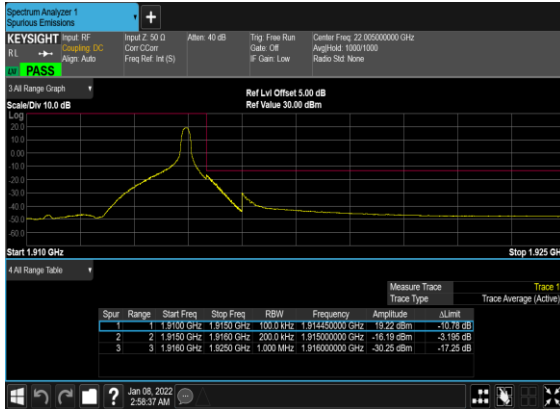 Spectrum Analyzer 1
Spurious Emissions
+
KEYSIGHT Input: RF Input Z: 50 Ω Atten: 40 dB Trig: Free Run Center Freq: 22.005000000 GHz
RL Coupling: DC Corr CCorr Gate: Off Avg|Hold: 1000/1000
Align: Auto Freq Ref: Int (S) IF Gain: Low Radio Std: None
PASS
3 All Range Graph
Ref Lvl Offset 5.00 dB
Scale/Div 10.0 dB Ref Value 30.00 dBm
Log
20.0
10.0
0.00
-10.0
-20.0
-30.0
-40.0
-50.0
-60.0
Start 1.910 GHz Stop 1.925 GH
4 All Range Table
Measure Trace Trace 1
Trace Type Trace Average (Active)
Spur Range Start Freq Stop Freq RBW Frequency Amplitude ΔLimit
1 1 1.9100 GHz 1.9150 GHz 100.0 kHz 1.914450000 GHz 19.22 dBm -10.78 dB
2 2 1.9150 GHz 1.9160 GHz 200.0 kHz 1.915000000 GHz -16.19 dBm -3.195 dB
3 3 1.9160 GHz 1.9250 GHz 1.000 MHz 1.916000000 GHz -30.25 dBm -17.25 dB
? Jan 08, 2022
2:58:37 AM